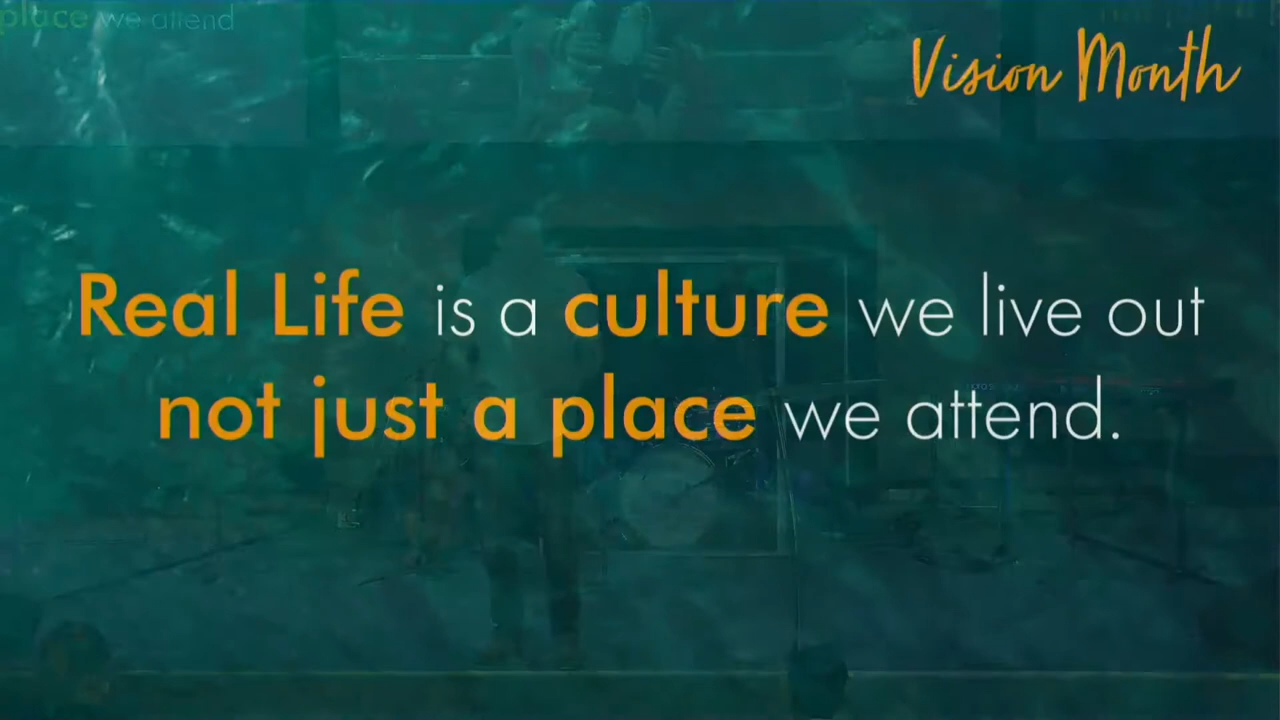 place we attend
Vision Month
Real Life is a culture we live out
not just a place we attend.